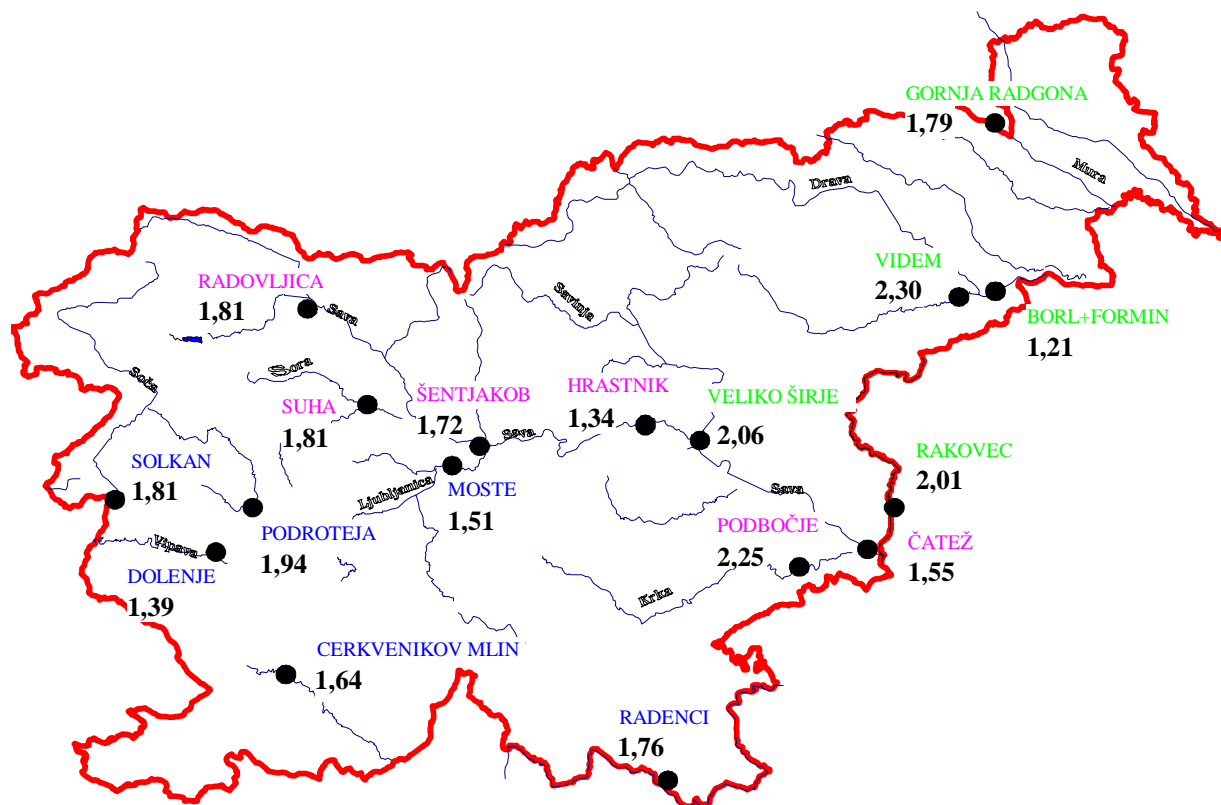 GORNJA RADGONA
1,79
Mura
Drava
VIDEM
2,30
BORL+FORMIN
1,21
RADOVLJICA
1,81
Sava
Savinja
Sora
Soča
SUHA
1,81
ŠENTJAKOB
1,72
Sava
HRASTNIK
1,34
VELIKO ŠIRJE
2,06
RAKOVEC
2,01
SOLKAN
1,81
Ljubljanica
MOSTE
1,51
Sava
PODROTEJA
1,94
Vipava
DOLENJE
1,39
PODBOČJE
2,25
ČATEŽ
1,55
Krka
CERKVENIKOV MLIN
1,64
RADENCI
1,76